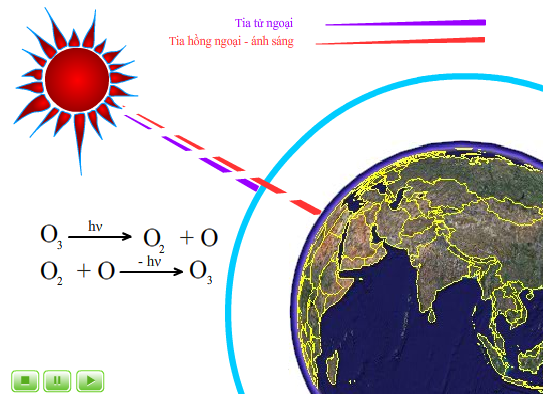 Tia tử ngoại
Tia hồng ngoại - ánh sáng
O₃ hν O₂ + O
O₂ + O - hν O₃